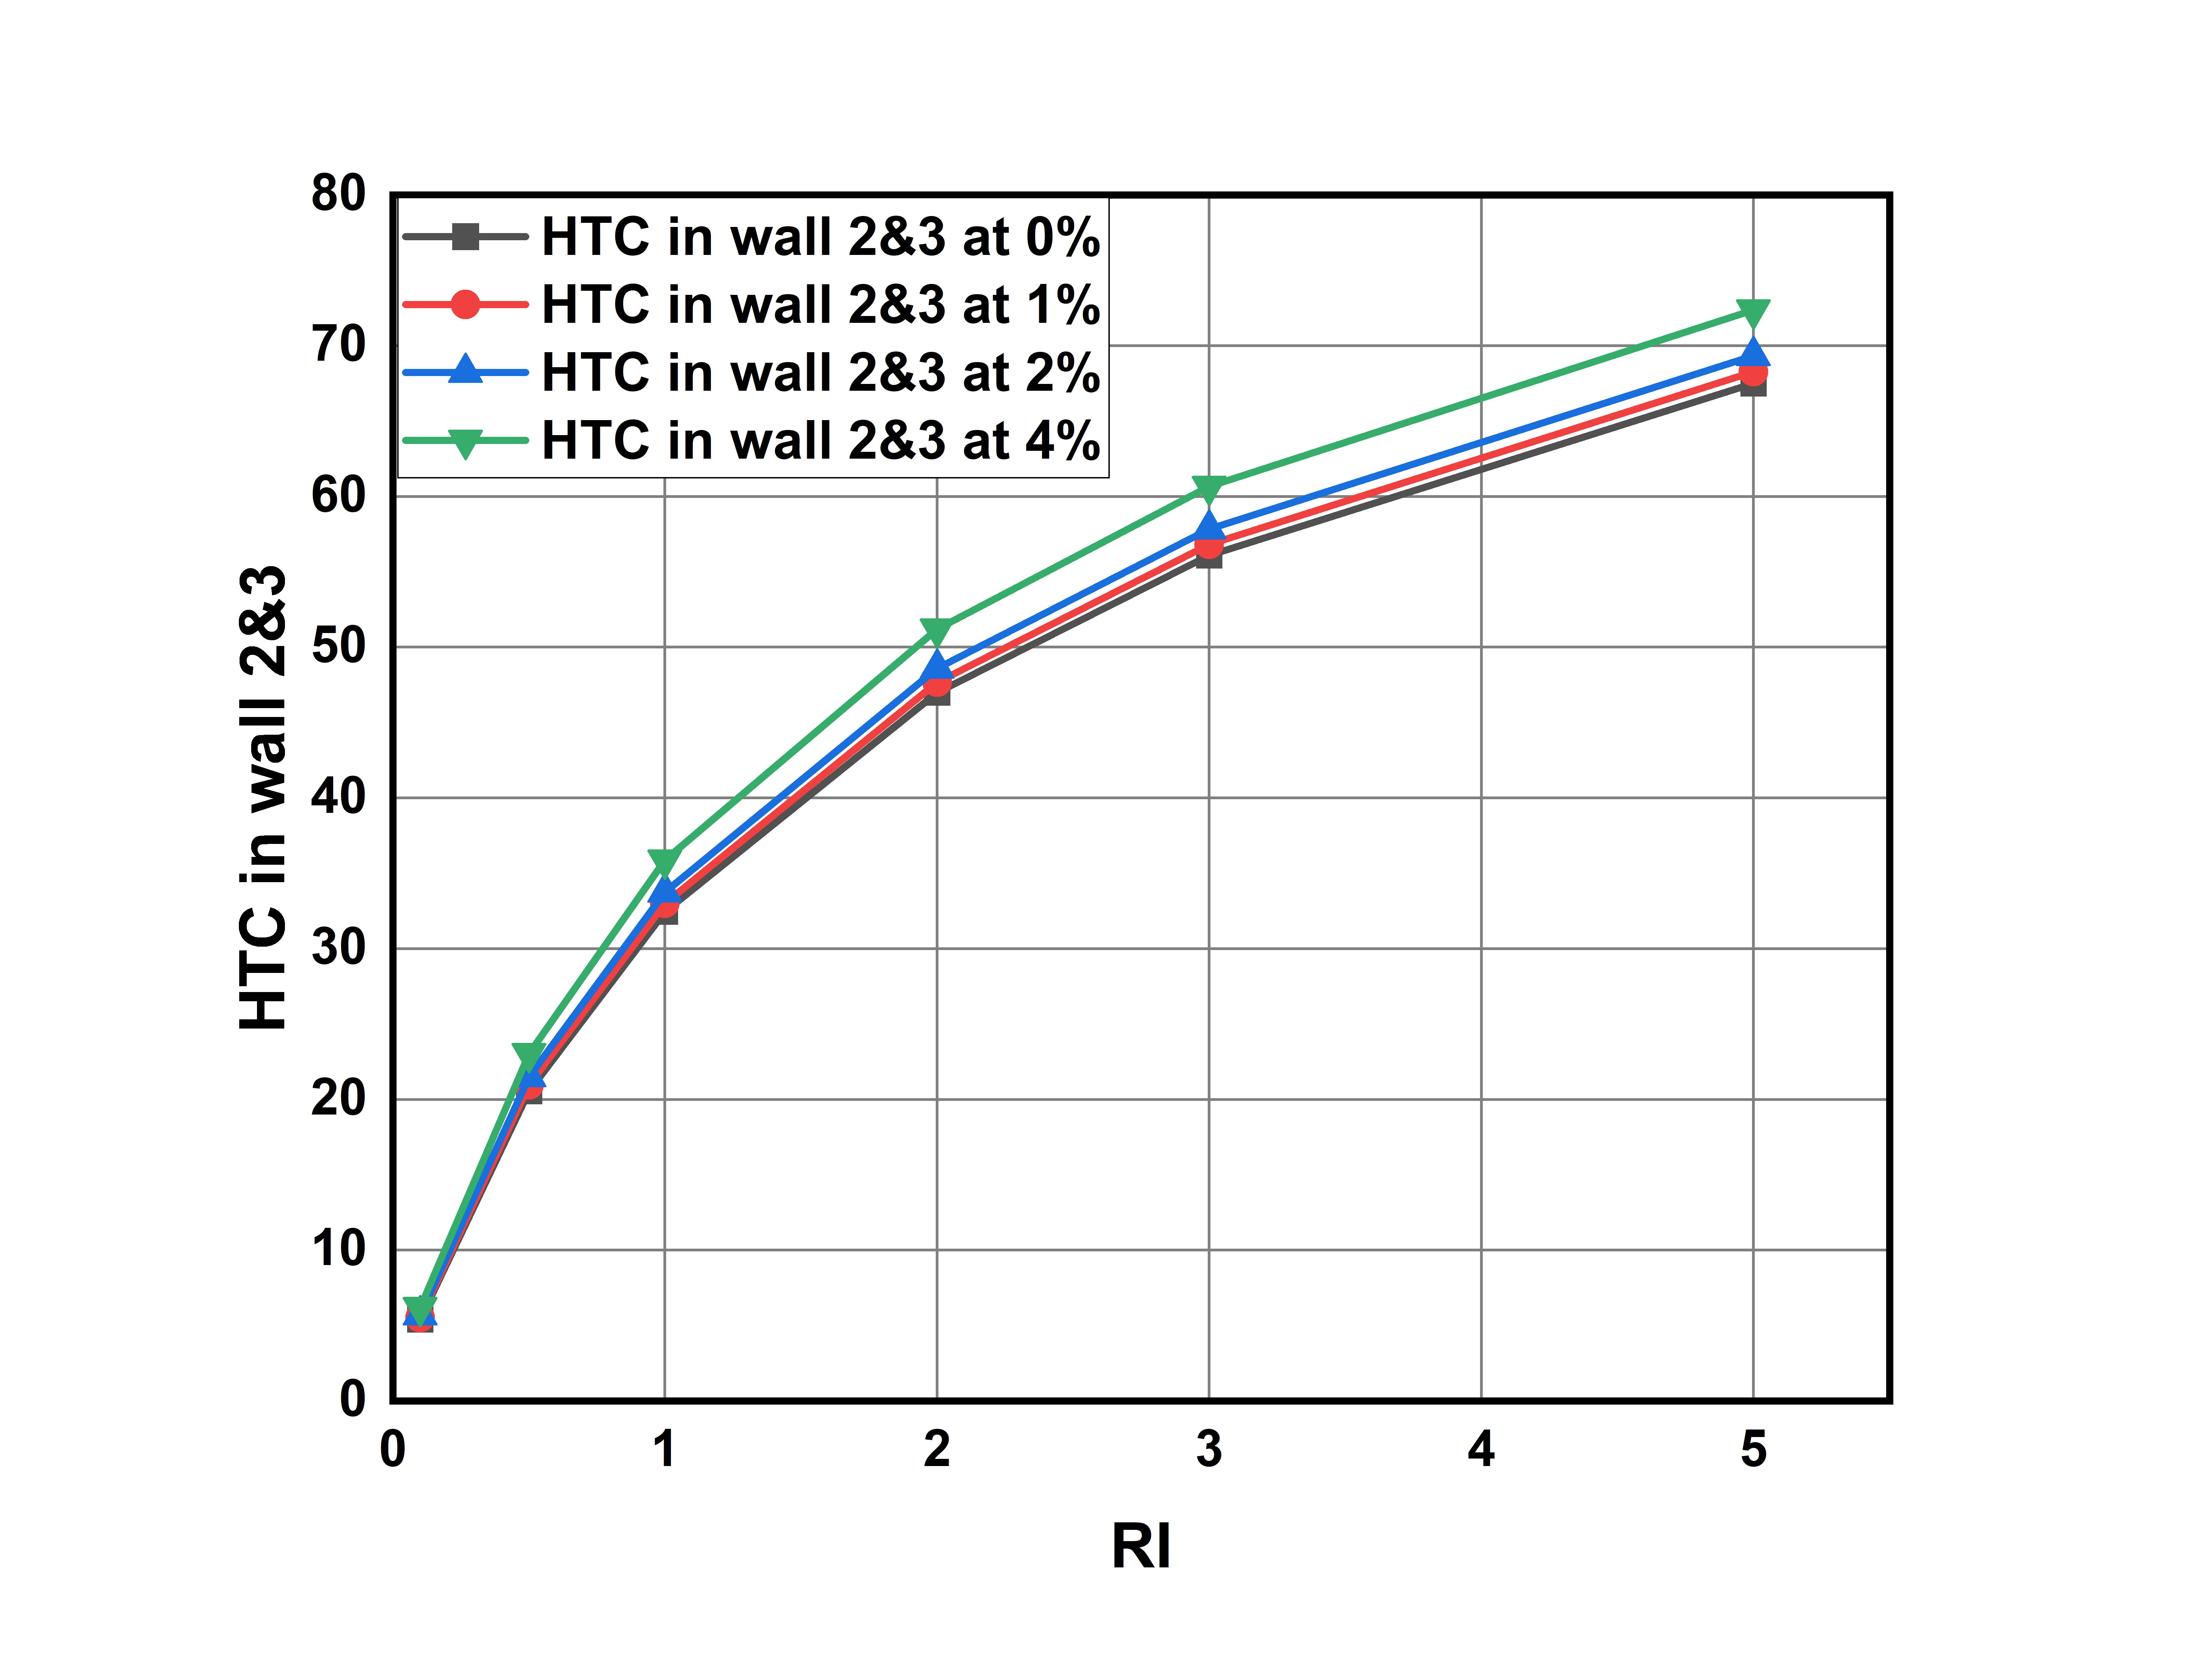 80
70
60
50
40
30
20
10
0
HTC in wall 2&3 at 0%
HTC in wall 2&3 at 1%
HTC in wall 2&3 at 2%
HTC in wall 2&3 at 4%
HTC in wall 2&3
0 1 2 3 4 5
RI